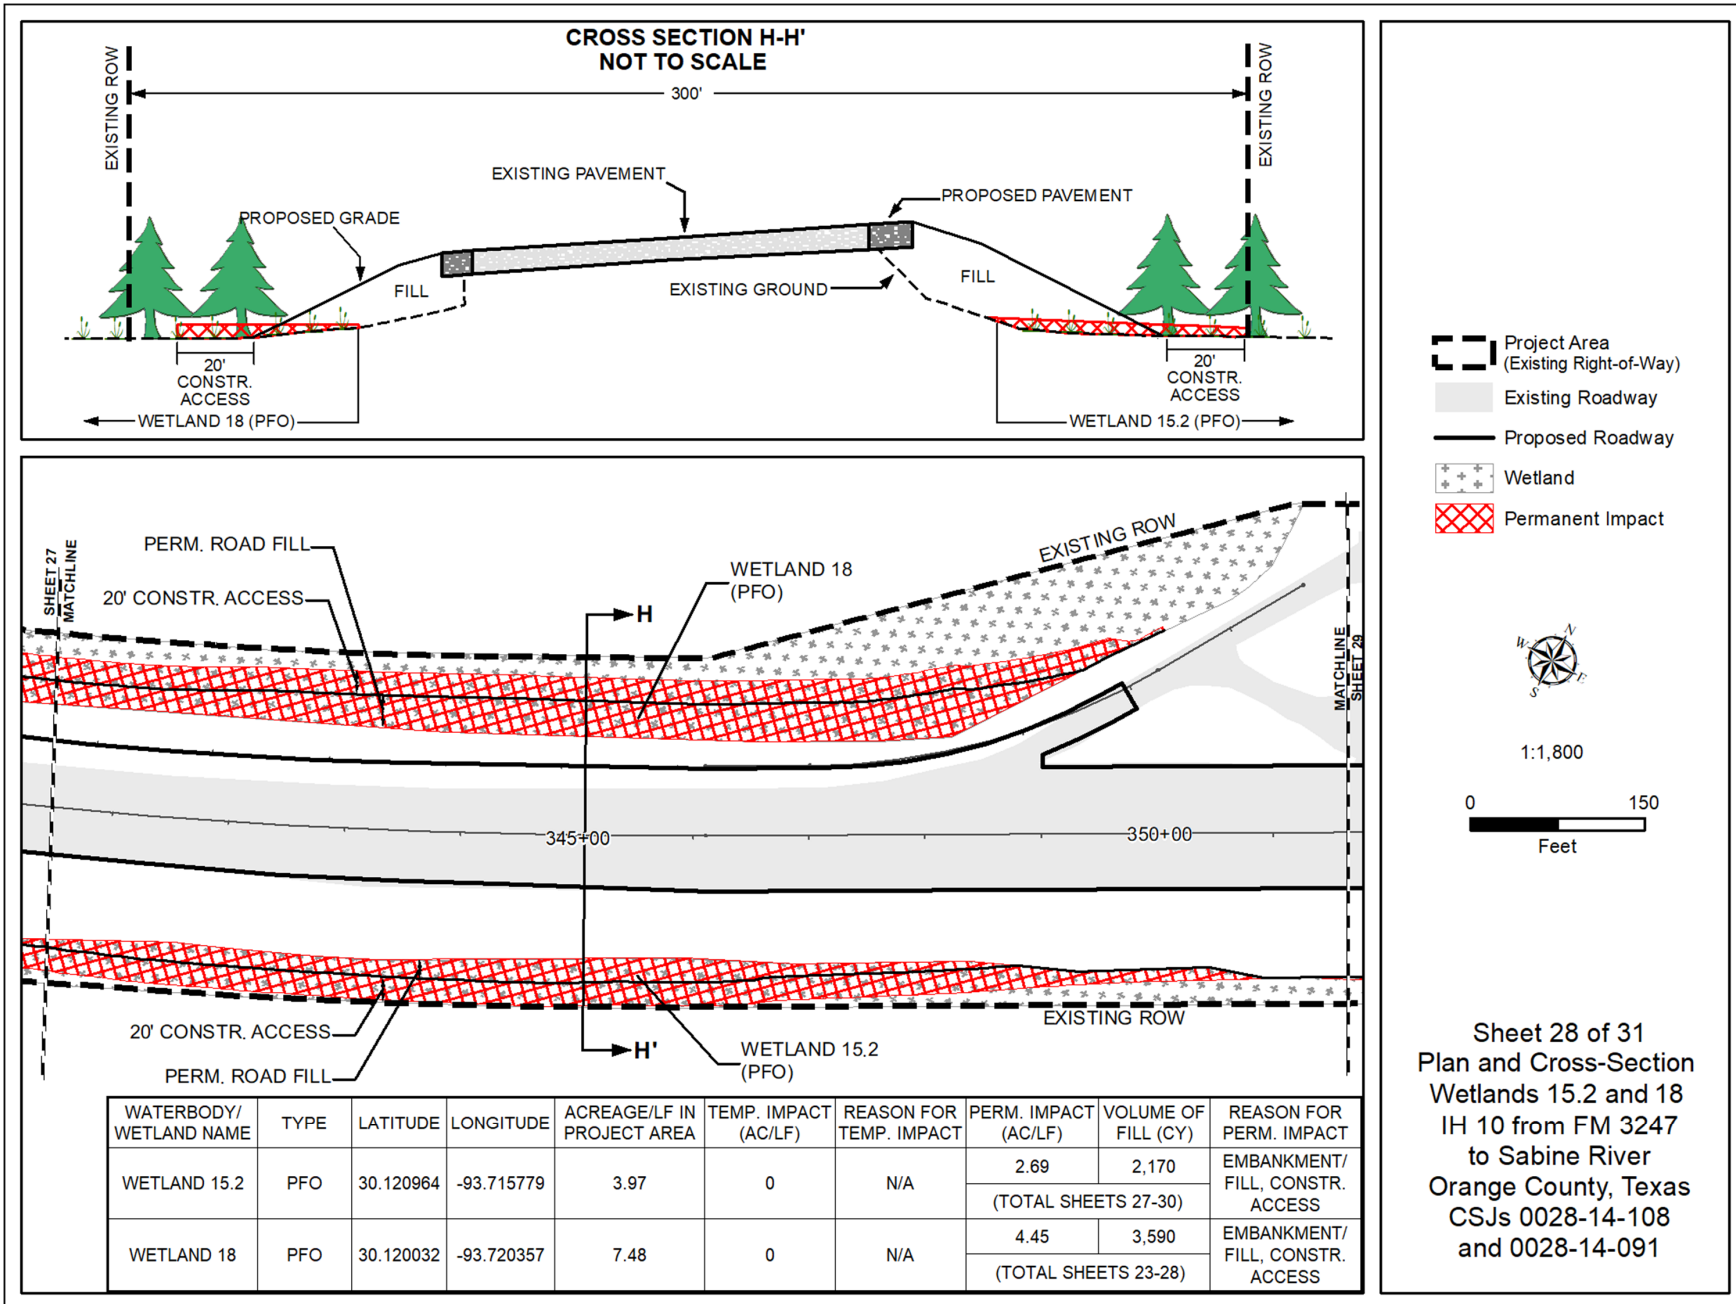 CROSS SECTION H-H'
NOT TO SCALE
EXISTING ROW
300'
EXISTING ROW
EXISTING PAVEMENT
PROPOSED PAVEMENT
PROPOSED GRADE
FILL
EXISTING GROUND
FILL
20'
CONSTR.
ACCESS
20'
CONSTR.
ACCESS
WETLAND 18 (PFO)
WETLAND 15.2 (PFO)
SHEET 27
MATCHLINE
PERM. ROAD FILL
20' CONSTR. ACCESS
WETLAND 18
(PFO)
H
EXISTING ROW
MATCHLINE
SHEET 29
345+00
350+00
20' CONSTR. ACCESS
PERM. ROAD FILL
H'
WETLAND 15.2
(PFO)
EXISTING ROW
WATERBODY/
WETLAND NAME
TYPE
LATITUDE
LONGITUDE
ACREAGE/LF IN
PROJECT AREA
TEMP. IMPACT
(AC/LF)
REASON FOR
TEMP. IMPACT
PERM. IMPACT
(AC/LF)
VOLUME OF
FILL (CY)
REASON FOR
PERM. IMPACT
WETLAND 15.2
PFO
30.120964
-93.715779
3.97
0
N/A
2.69
2,170
(TOTAL SHEETS 27-30)
EMBANKMENT/
FILL, CONSTR.
ACCESS
WETLAND 18
PFO
30.120032
-93.720357
7.48
0
N/A
4.45
3,590
(TOTAL SHEETS 23-28)
EMBANKMENT/
FILL, CONSTR.
ACCESS
Project Area
(Existing Right-of-Way)
Existing Roadway
Proposed Roadway
Wetland
Permanent Impact
N
W
E
S
1:1,800
0 150
Feet
Sheet 28 of 31
Plan and Cross-Section
Wetlands 15.2 and 18
IH 10 from FM 3247
to Sabine River
Orange County, Texas
CSJs 0028-14-108
and 0028-14-091